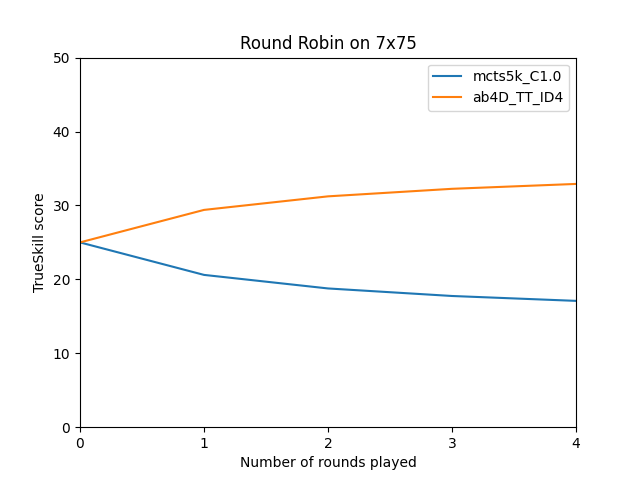 Round Robin on 7x75
mcts5k_C1.0
ab4D_TT_ID4
TrueSkill score
50
40
30
20
10
0
0 1 2 3 4
Number of rounds played